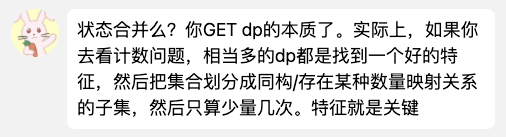 状态合并么？你GET dp的本质了。实际上，如果你
去看计数问题，相当多的dp都是找到一个好的特
征，然后把集合划分成同构/存在某种数量映射关系
的子集，然后只算少量几次。特征就是关键